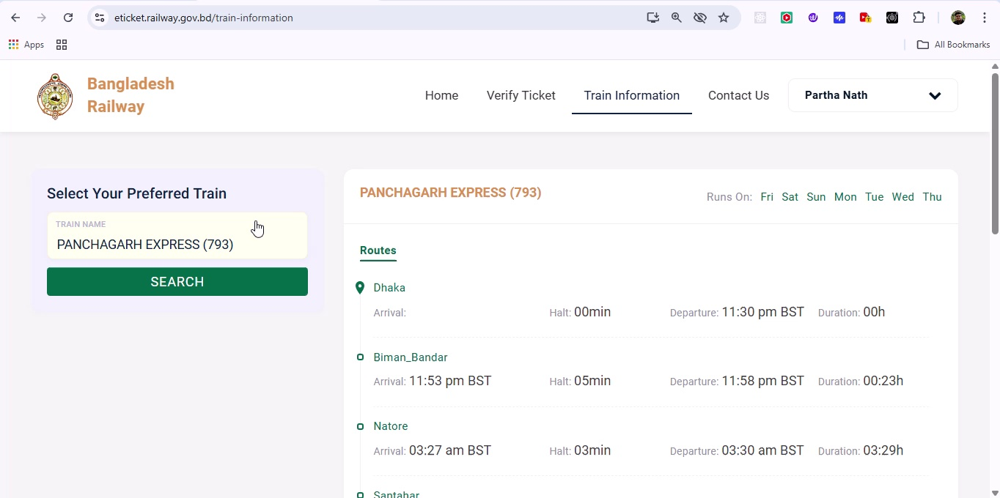 eticket.railway.gov.bd/train-information
Apps
All Bookmarks
Bangladesh
Railway
Home
Verify Ticket
Train Information
Contact Us
Partha Nath
Select Your Preferred Train
TRAIN NAME
PANCHAGARH EXPRESS (793)
SEARCH
PANCHAGARH EXPRESS (793)
Runs On: Fri Sat Sun Mon Tue Wed Thu
Routes
Dhaka
Arrival: Halt: 00min Departure: 11:30 pm BST Duration: 00h
Biman_Bandar
Arrival: 11:53 pm BST Halt: 05min Departure: 11:58 pm BST Duration: 00:23h
Natore
Arrival: 03:27 am BST Halt: 03min Departure: 03:30 am BST Duration: 03:29h
Santahar